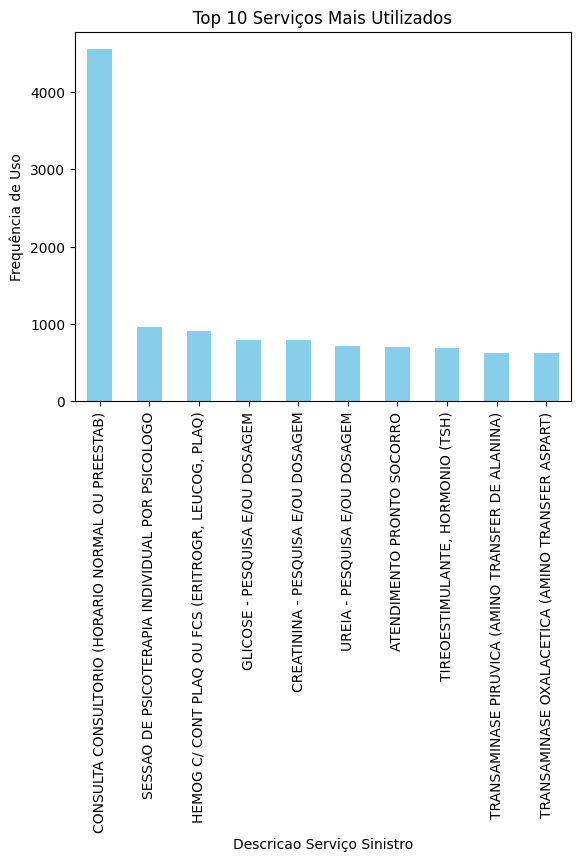 Top 10 Serviços Mais Utilizados
Frequência de Uso
4000
3000
2000
1000
0
CONSULTA CONSULTORIO (HORARIO NORMAL OU PREESTAB)
SESSAO DE PSICOTERAPIA INDIVIDUAL POR PSICOLOGO
HEMOG C/ CONT PLAQ OU FCS (ERITROGR, LEUCOG, PLAQ)
GLICOSE - PESQUISA E/OU DOSAGEM
CREATININA - PESQUISA E/OU DOSAGEM
UREIA - PESQUISA E/OU DOSAGEM
ATENDIMENTO PRONTO SOCORRO
TIREOESTIMULANTE, HORMONIO (TSH)
TRANSAMINASE PIRUVICA (AMINO TRANSFER DE ALANINA)
TRANSAMINASE OXALACETICA (AMINO TRANSFER ASPART)
Descricao Serviço Sinistro